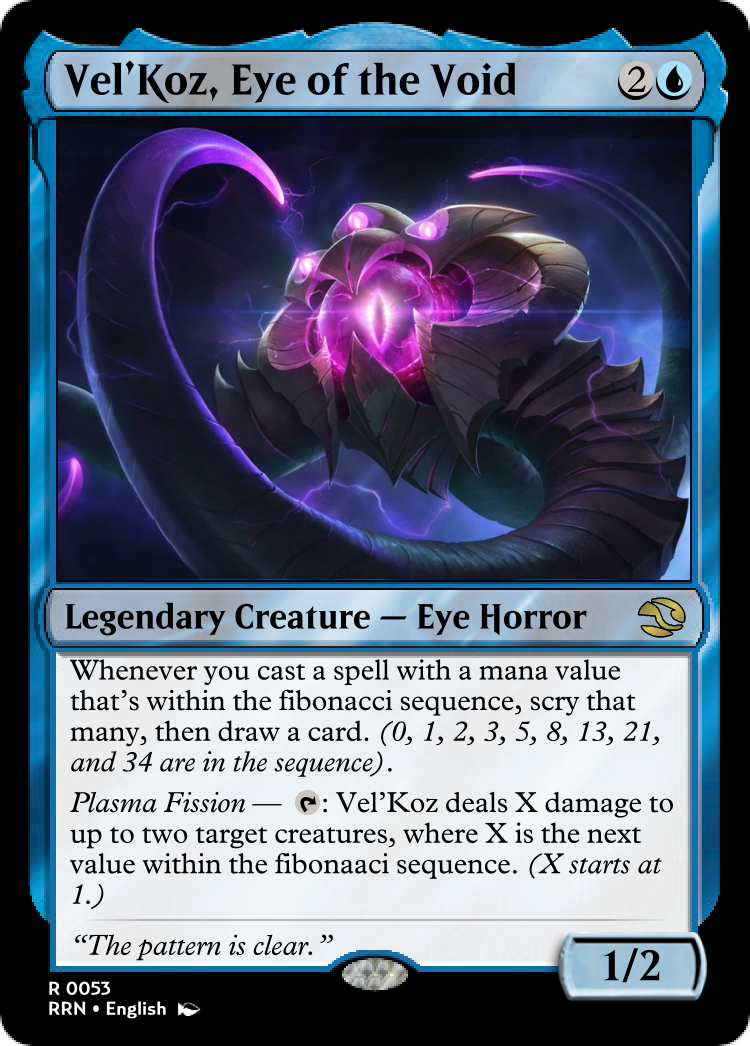 Vel'Koz, Eye of the Void 2
Legendary Creature — Eye Horror
Whenever you cast a spell with a mana value
that's within the fibonacci sequence, scry that
many, then draw a card. (0, 1, 2, 3, 5, 8, 13, 21,
and 34 are in the sequence).
Plasma Fission — : Vel'Koz deals X damage to
up to two target creatures, where X is the next
value within the fibonaaci sequence. (X starts at
1.)
"The pattern is clear."
1/2
R 0053
RRN • English